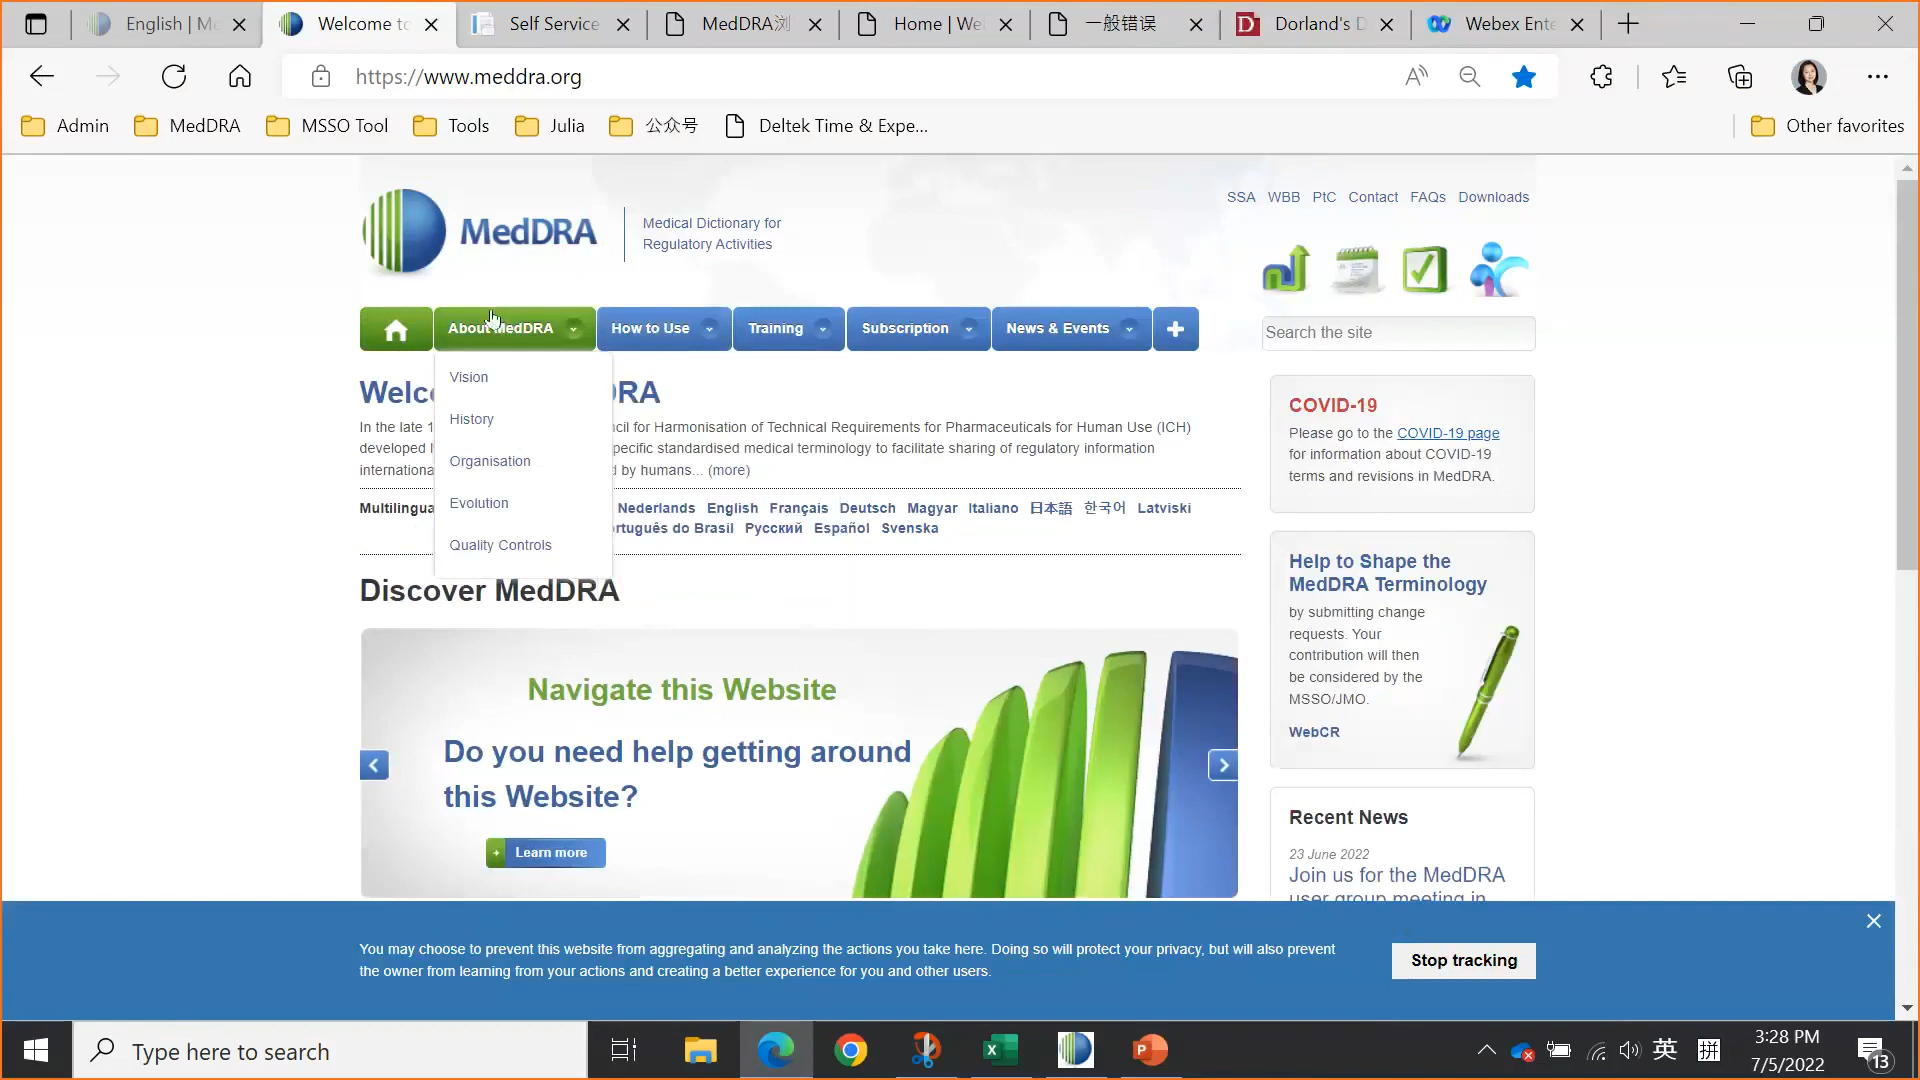 English | Me
Welcome to
Self Service
MedDRA浏
Home | We
一般错误
Dorland's D
Webex Ente
https://www.meddra.org
Admin
MedDRA
MSSO Tool
Tools
Julia
公众号
Deltek Time & Expe...
Other favorites
SSA WBB PtC Contact FAQs Downloads
MedDRA
Medical Dictionary for
Regulatory Activities
About MedDRA
How to Use
Training
Subscription
News & Events
Search the site
Vision
History
Organisation
Evolution
Quality Controls
Welc DRA
In the late 1 cil for Harmonisation of Technical Requirements for Pharmaceuticals for Human Use (ICH)
developed pecific standardised medical terminology to facilitate sharing of regulatory information
internationa d by humans... (more)
Multilingua Nederlands English Français Deutsch Magyar Italiano 日本語 한국어 Latviski
rtuguês do Brasil Русский Español Svenska
Discover MedDRA
Navigate this Website
Do you need help getting around
this Website?
Learn more
COVID-19
Please go to the COVID-19 page
for information about COVID-19
terms and revisions in MedDRA.
Help to Shape the
MedDRA Terminology
by submitting change
requests. Your
contribution will then
be considered by the
MSSO/JMO.
WebCR
Recent News
23 June 2022
Join us for the MedDRA
user group meeting in
You may choose to prevent this website from aggregating and analyzing the actions you take here. Doing so will protect your privacy, but will also prevent
the owner from learning from your actions and creating a better experience for you and other users.
Stop tracking
Type here to search
英
拼
3:28 PM
7/5/2022
13